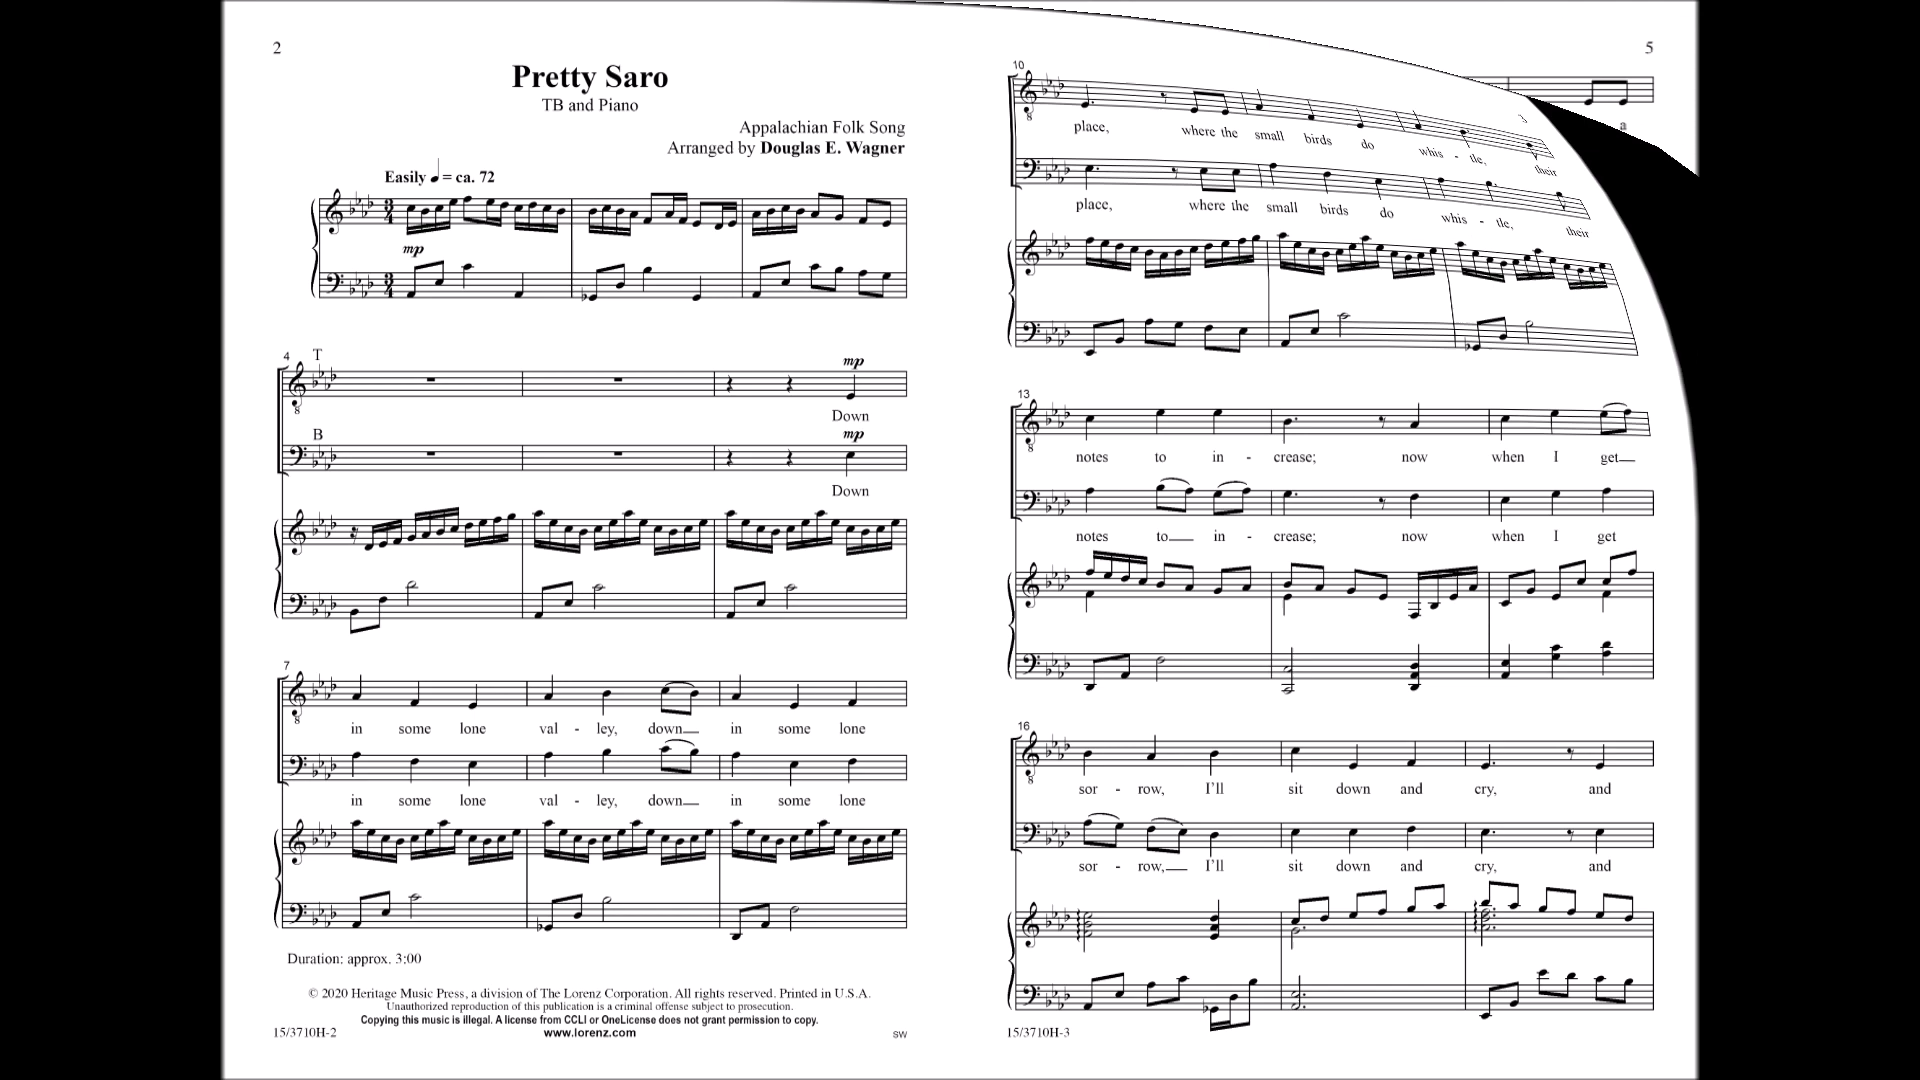 2
Pretty Saro
TB and Piano
Appalachian Folk Song
Arranged by Douglas E. Wagner
Easily ♩ = ca. 72
mp
4
T
mp
Down
B
mp
Down
7
in some lone val - ley, down in some lone
in some lone val - ley, down in some lone
Duration: approx. 3:00
© 2020 Heritage Music Press, a division of The Lorenz Corporation. All rights reserved. Printed in U.S.A.
Unauthorized reproduction of this publication is a criminal offense subject to prosecution.
Copying this music is illegal. A license from CCLI or OneLicense does not grant permission to copy.
www.lorenz.com
15/3710H-2
SW
5
10
3
a
place, where the small birds do whis - tle, their
place, where the small birds do whis - tle, their
13
notes to in - crease; now when I get
notes to in - crease; now when I get
16
sor - row, I'll sit down and cry, and
sor - row, I'll sit down and cry, and
15/3710H-3